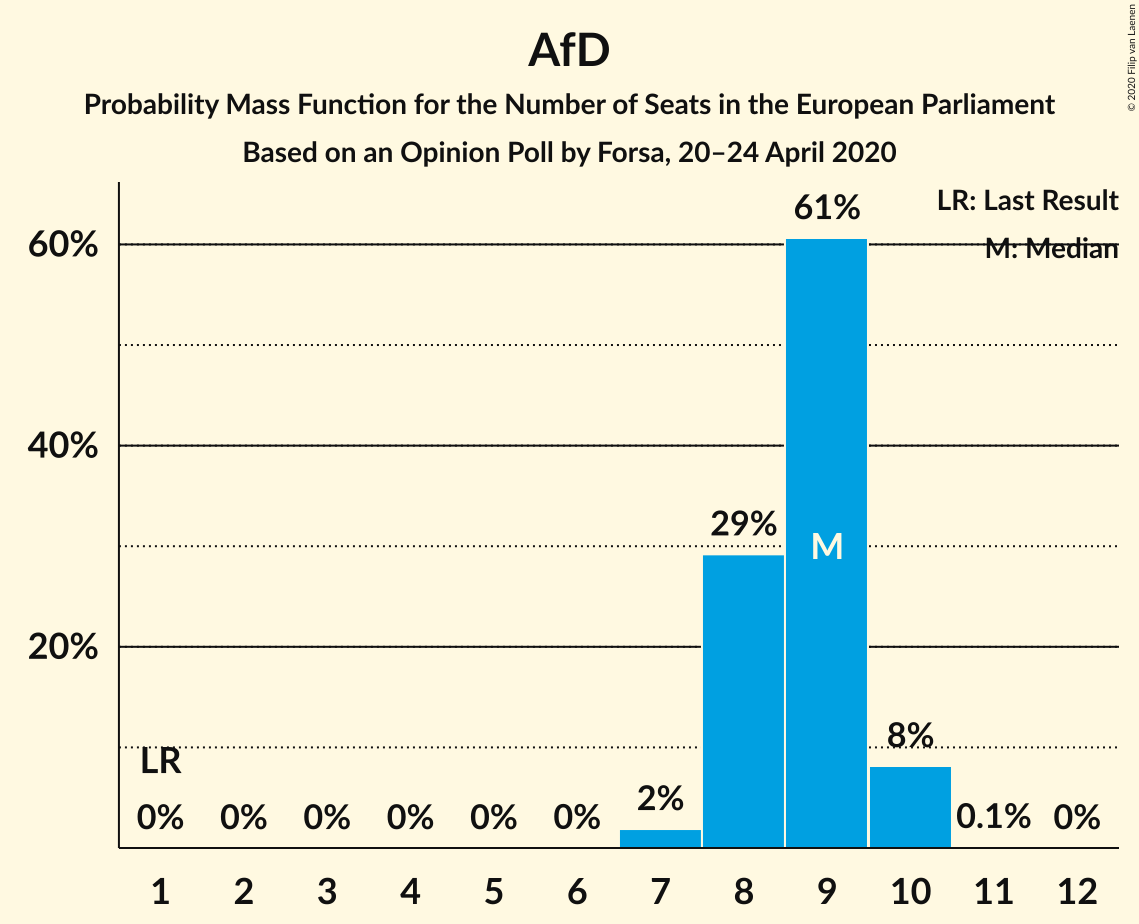 AfD
Probability Mass Function for the Number of Seats in the European Parliament
Based on an Opinion Poll by Forsa, 20–24 April 2020
© 2020 Filip van Laenen
LR: Last Result
M: Median
60%
40%
20%
61%
29%
M
LR
8%
2%
0% 0% 0% 0% 0% 0% 0.1% 0%
1 2 3 4 5 6 7 8 9 10 11 12